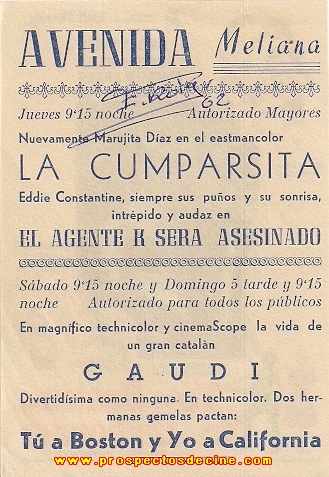 AVENIDA Meliana
62
Jueves 9'15 noche Autorizado Mayores
Nuevamente Marujita Díaz en el eastmancolor
LA CUMPARSITA
Eddie Constantine, siempre sus puños y su sonrisa,
intrépido y audaz en
EL AGENTE K SERA ASESINADO
Sábado 9'15 noche y Domingo 5 tarde y 9'15
noche Autorizado para todos los públicos
En magnífico technicolor y cinemaScope la vida de
un gran catalàn
GAUDI
Divertidísima como ninguna. En technicolor. Dos her-
manas gemelas pactan:
Tú a Boston y Yo a California
www.prospectosdecine.com